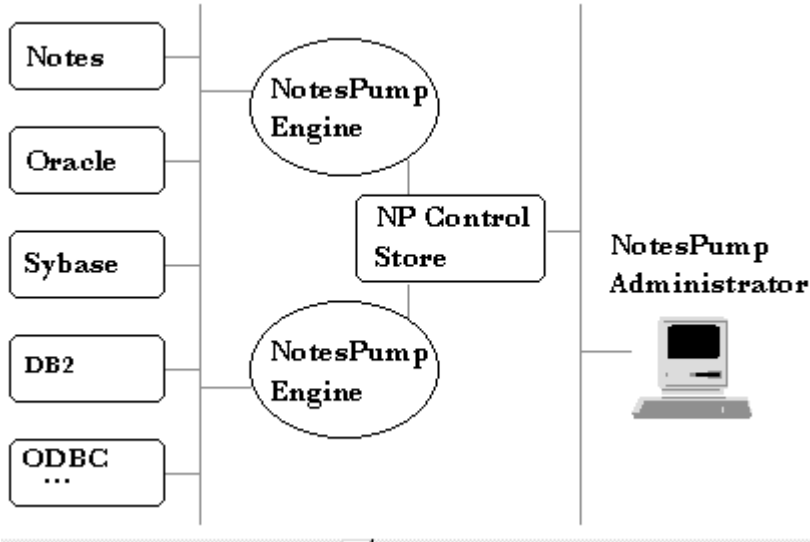 Notes
Oracle
Sybase
DB2
ODBC
...
NotesPump
Engine
NP Control
Store
NotesPump
Engine
NotesPump
Administrator